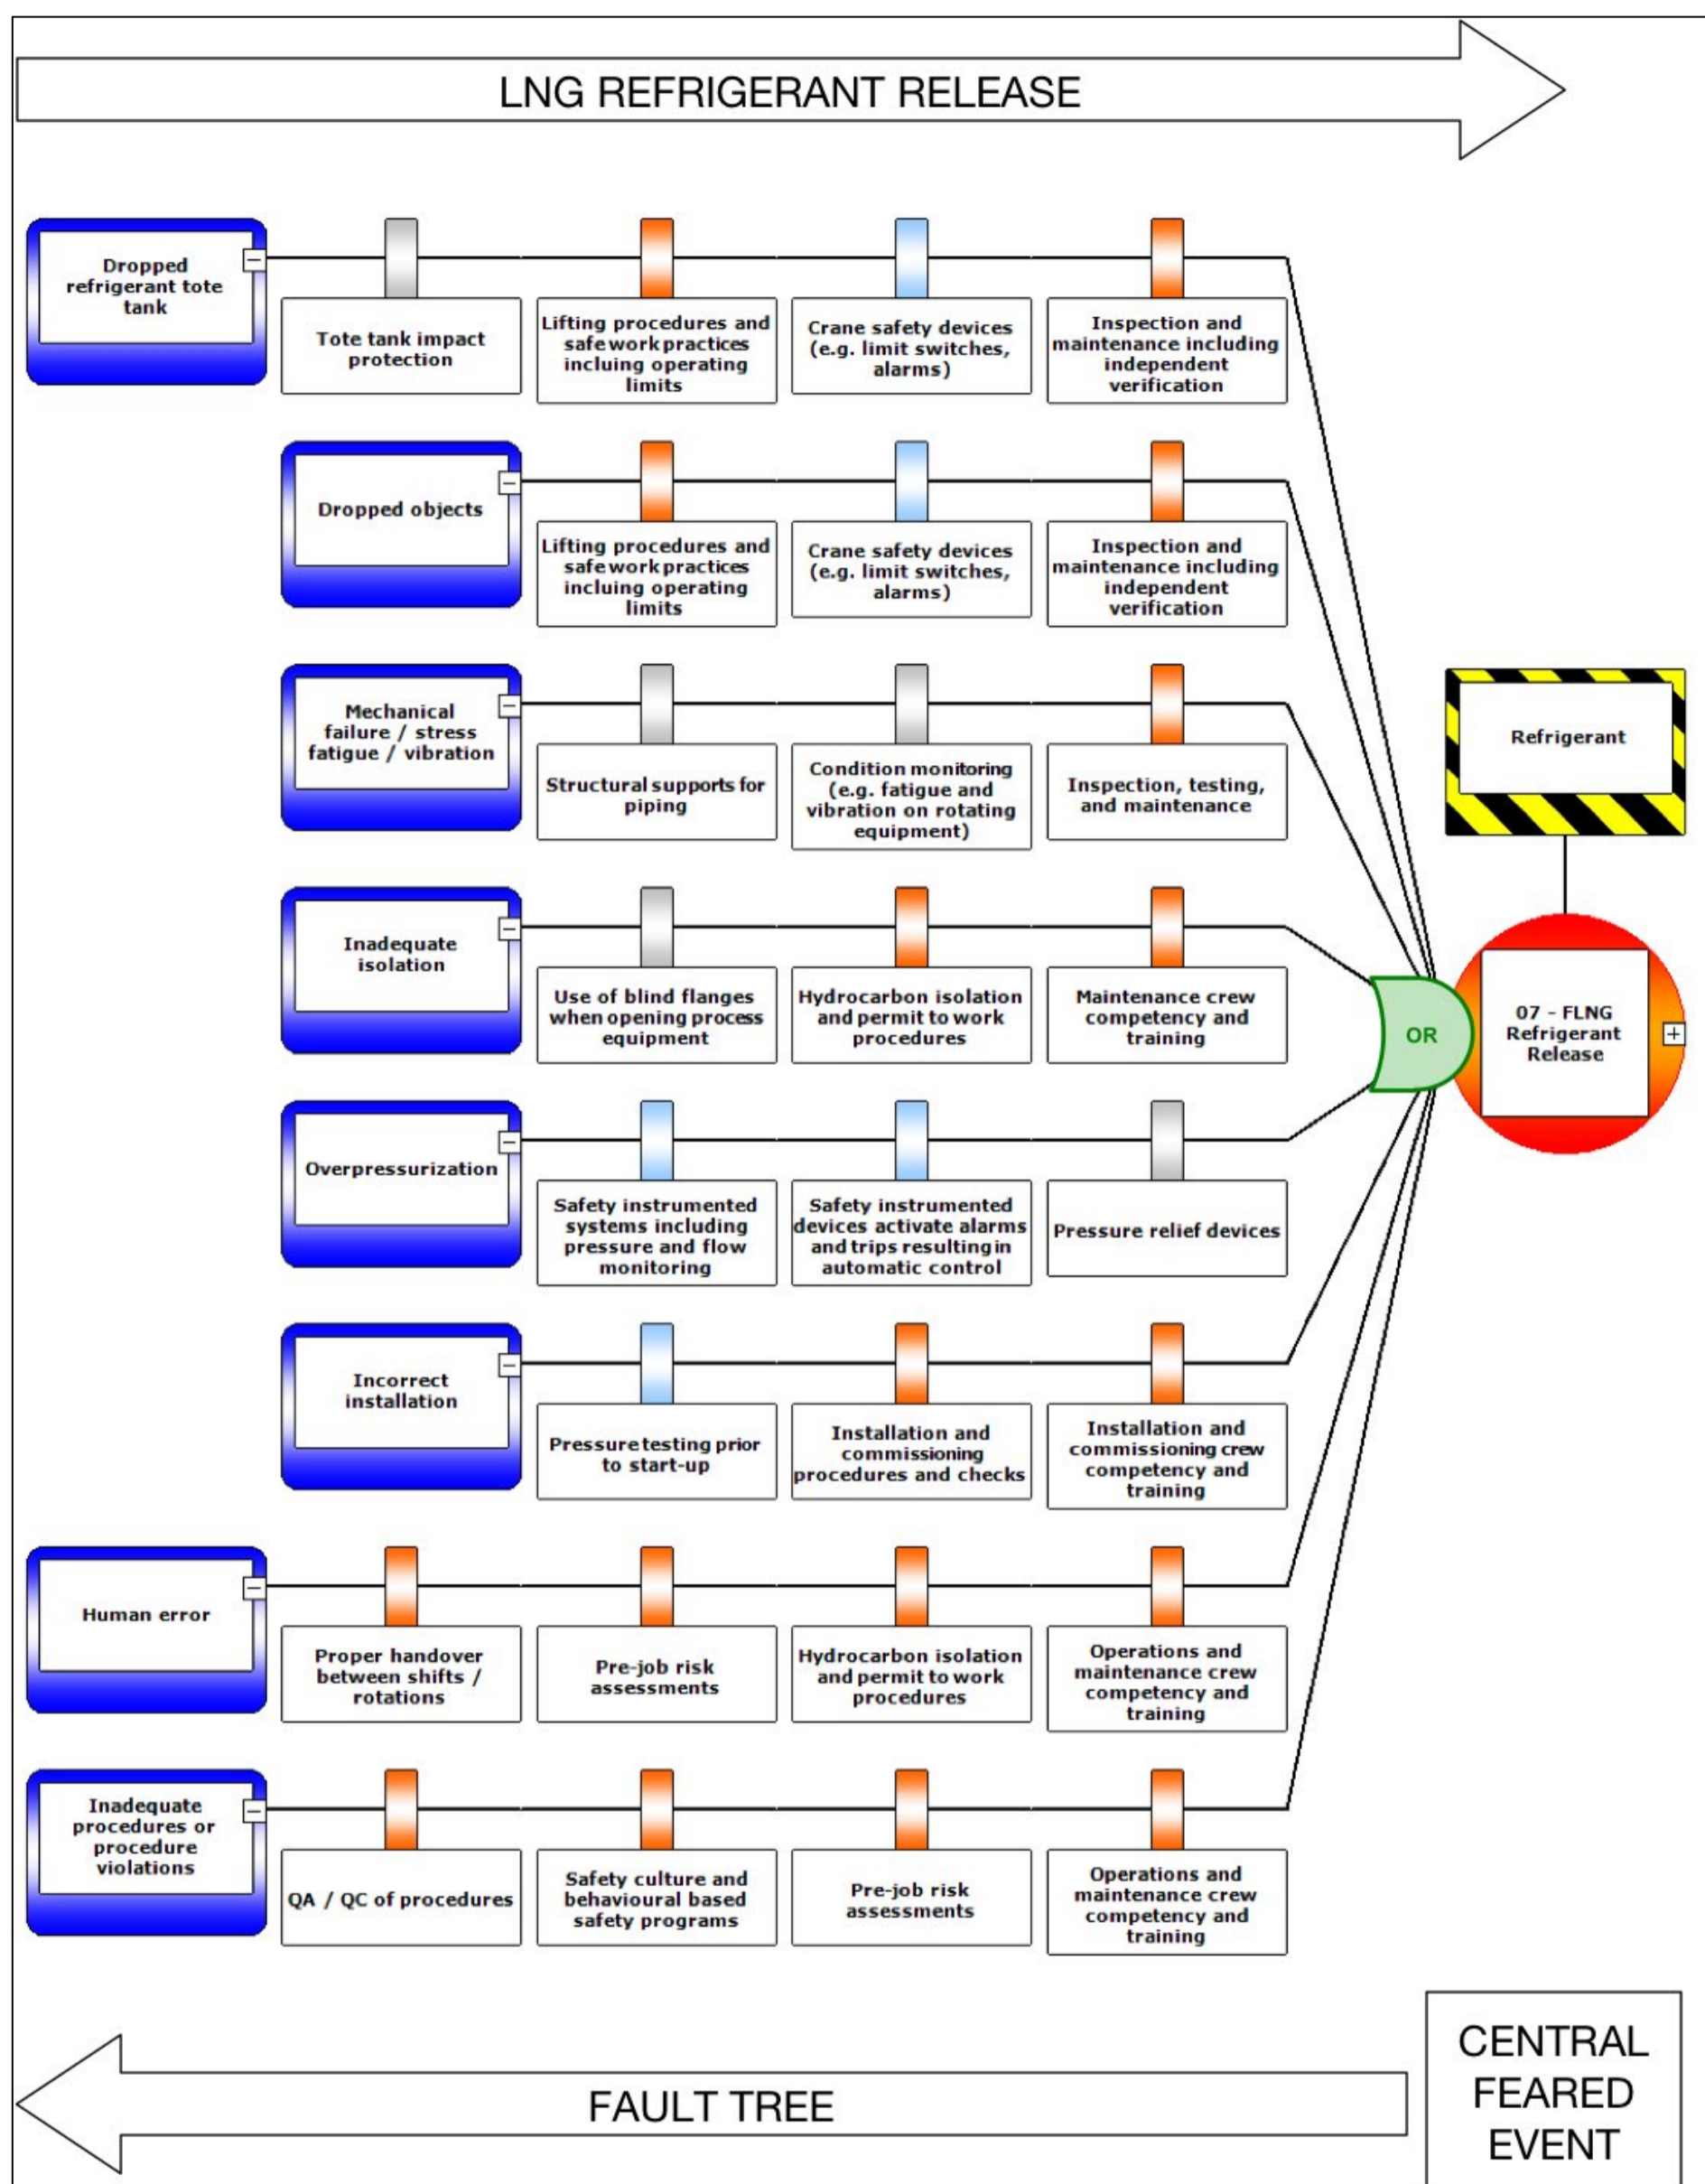 LNG REFRIGERANT RELEASE
Dropped
refrigerant tote
tank
Tote tank impact
protection
Lifting procedures and
safe work practices
incluing operating
limits
Crane safety devices
(e.g. limit switches,
alarms)
Inspection and
maintenance including
independent
verification
Dropped objects
Lifting procedures and
safe work practices
incluing operating
limits
Crane safety devices
(e.g. limit switches,
alarms)
Inspection and
maintenance including
independent
verification
Mechanical
failure / stress
fatigue / vibration
Structural supports for
piping
Condition monitoring
(e.g. fatigue and
vibration on rotating
equipment)
Inspection, testing,
and maintenance
Refrigerant
Inadequate
isolation
Use of blind flanges
when opening process
equipment
Hydrocarbon isolation
and permit to work
procedures
Maintenance crew
competency and
training
OR
07 - FLNG
Refrigerant
Release
Overpressurization
Safety instrumented
systems including
pressure and flow
monitoring
Safety instrumented
devices activate alarms
and trips resulting in
automatic control
Pressure relief devices
Incorrect
installation
Pressure testing prior
to start-up
Installation and
commissioning
procedures and checks
Installation and
commissioning crew
competency and
training
Human error
Proper handover
between shifts /
rotations
Pre-job risk
assessments
Hydrocarbon isolation
and permit to work
procedures
Operations and
maintenance crew
competency and
training
Inadequate
procedures or
procedure
violations
QA / QC of procedures
Safety culture and
behavioural based
safety programs
Pre-job risk
assessments
Operations and
maintenance crew
competency and
training
FAULT TREE
CENTRAL
FEARED
EVENT